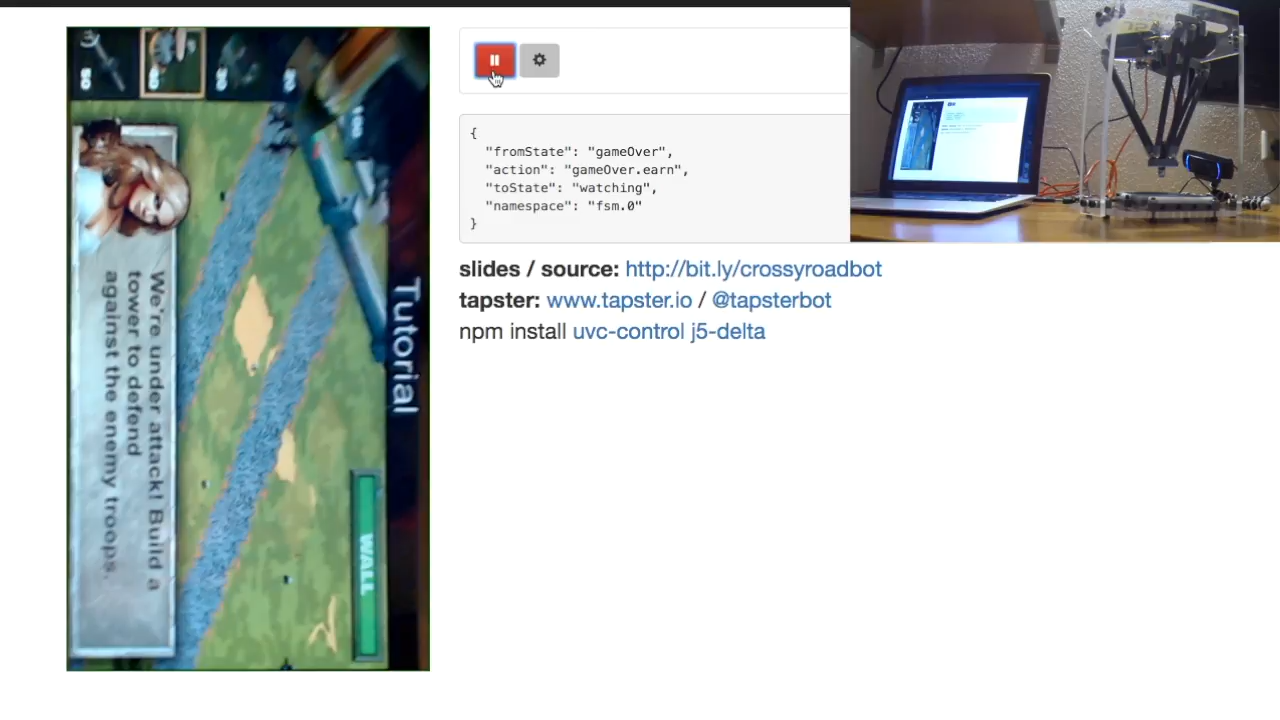 Tutorial
WALL
We're under attack! Build a
tower to defend
against the enemy troops.
{
"fromState": "gameOver",
"action": "gameOver.earn",
"toState": "watching",
"namespace": "fsm.0"
}
slides / source: http://bit.ly/crossyroadbot
tapster: www.tapster.io / @tapsterbot
npm install uvc-control j5-delta